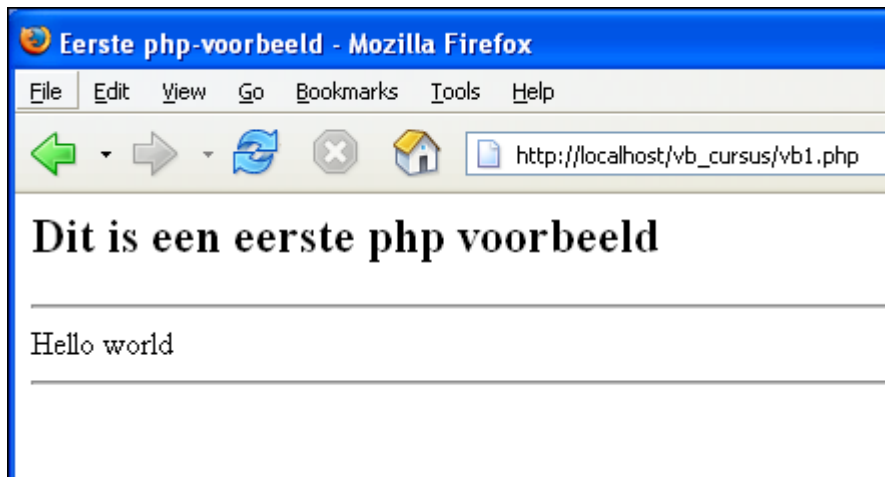 Eerste php-voorbeeld - Mozilla Firefox
File Edit View Go Bookmarks Tools Help
http://localhost/vb_cursus/vb1.php
Dit is een eerste php voorbeeld
Hello world